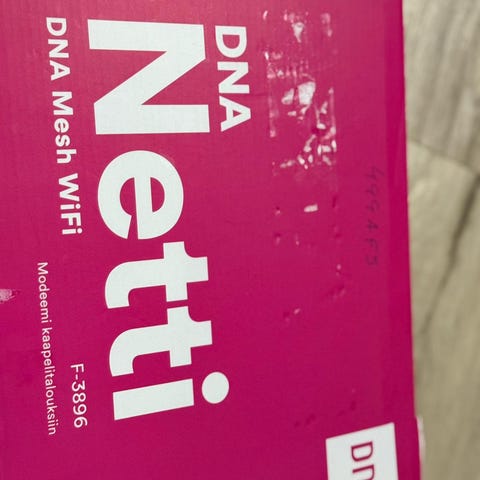 DNA
Netti
DNA Mesh WiFi
F-3896
Modeemi kaapelitalouksiin